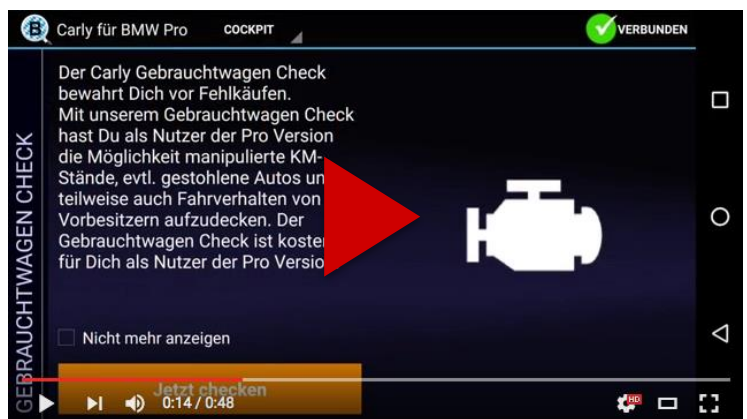 Carly für BMW Pro COCKPIT VERBUNDEN
GEBRAUCHTWAGEN CHECK
Der Carly Gebrauchtwagen Check
bewahrt Dich vor Fehlkäufen.
Mit unserem Gebrauchtwagen Check
hast Du als Nutzer der Pro Version
die Möglichkeit manipulierte KM-
Stände, evtl. gestohlene Autos
teilweise auch Fahrverhalten von
Vorbesitzern aufzudecken. Der
Gebrauchtwagen Check ist
für Dich als Nutzer der Pro
Nicht mehr anzeigen
Jetzt checken
0:14 / 0:48 HD